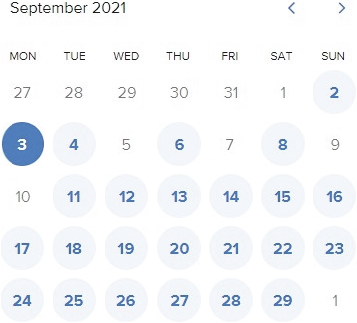 September 2021
MON TUE WED THU FRI SAT SUN
27 28 29 30 31 1 2
3 4 5 6 7 8 9
10 11 12 13 14 15 16
17 18 19 20 21 22 23
24 25 26 27 28 29 1